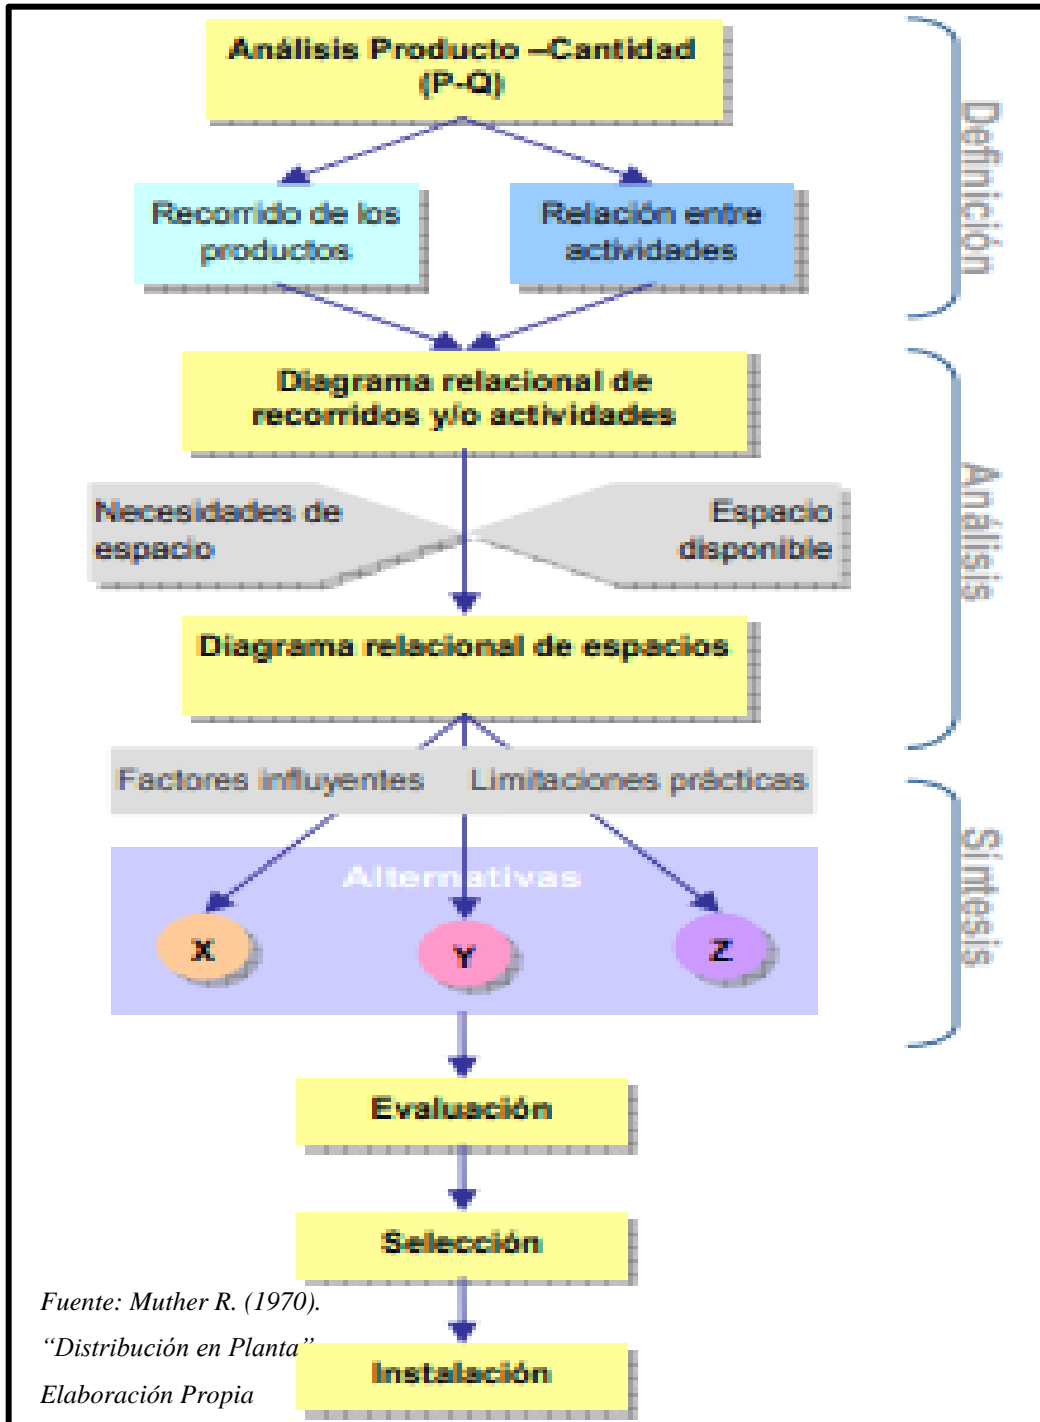 Análisis Producto –Cantidad
(P-Q)
Definición
Recorrido de los
productos
Relación entre
actividades
Diagrama relacional de
recorridos y/o actividades
Análisis
Necesidades de
espacio
Espacio
disponible
Diagrama relacional de espacios
Factores influyentes
Limitaciones prácticas
Síntesis
Alternativas
X
Y
Z
Evaluación
Selección
Instalación
Fuente: Muther R. (1970).
“Distribución en Planta”
Elaboración Propia